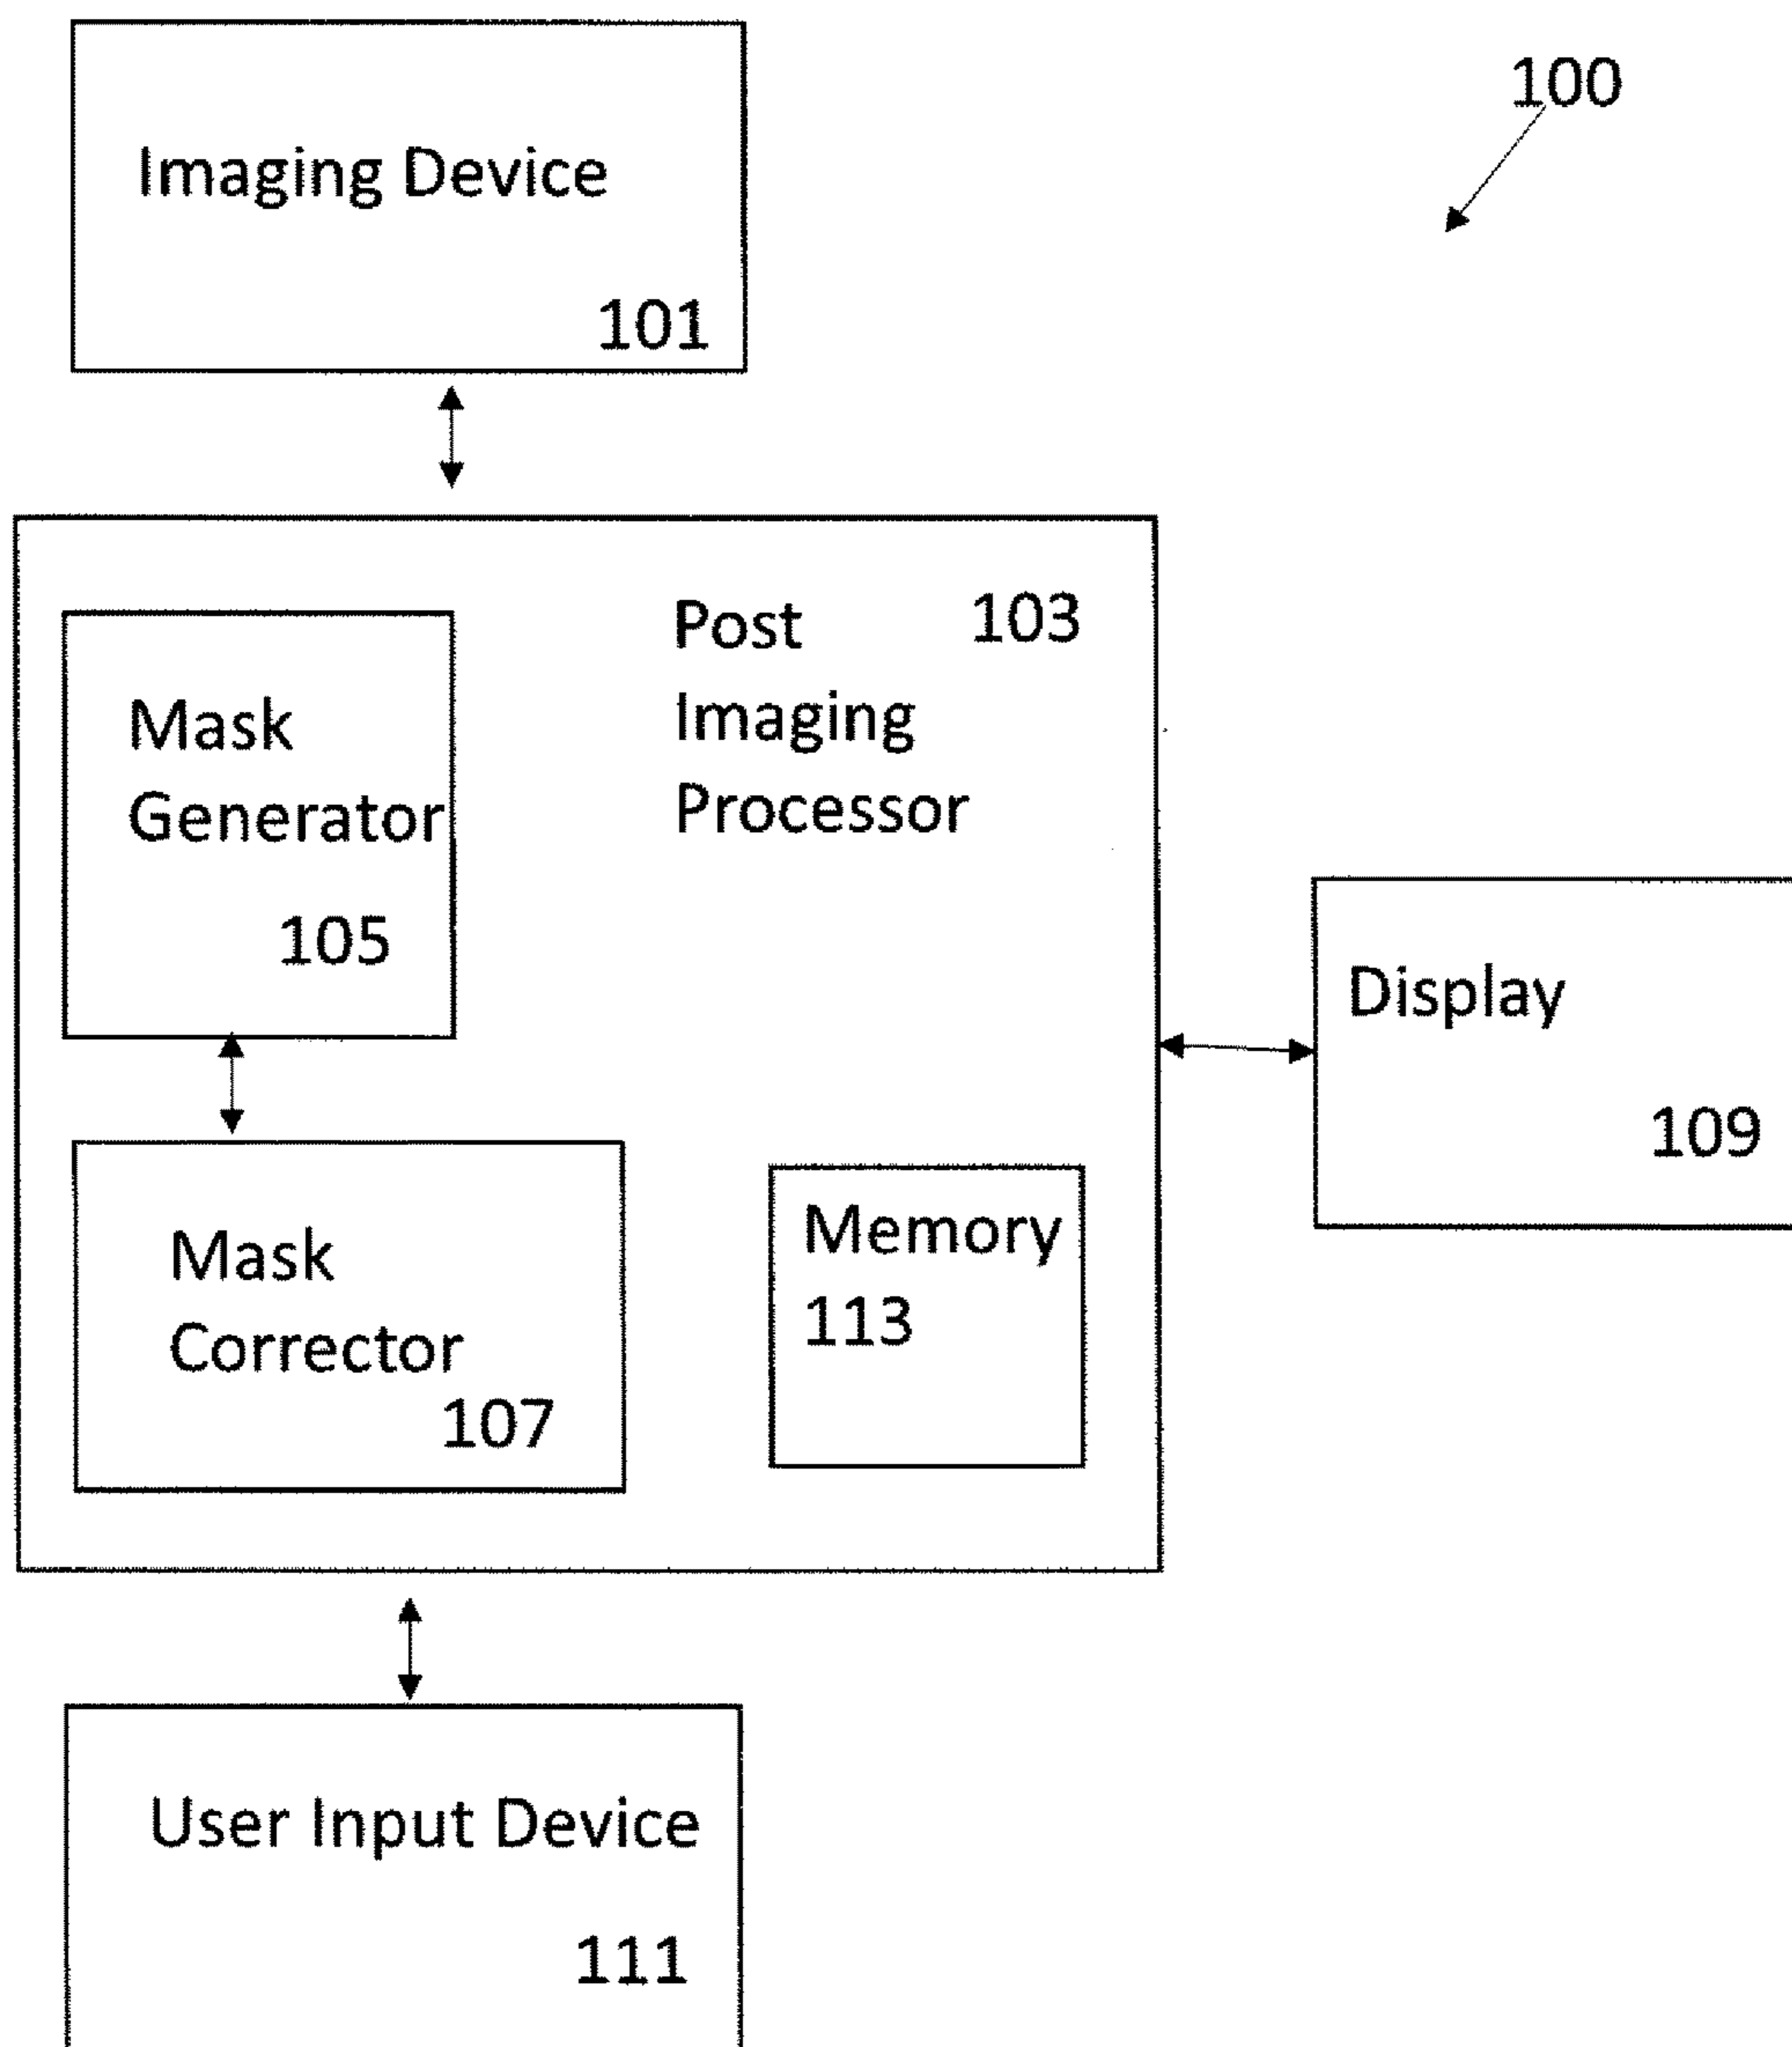 Imaging Device
101
100
Post
Imaging
Processor
103
Mask
Generator
105
Mask
Corrector
107
Memory
113
Display
109
User Input Device
111